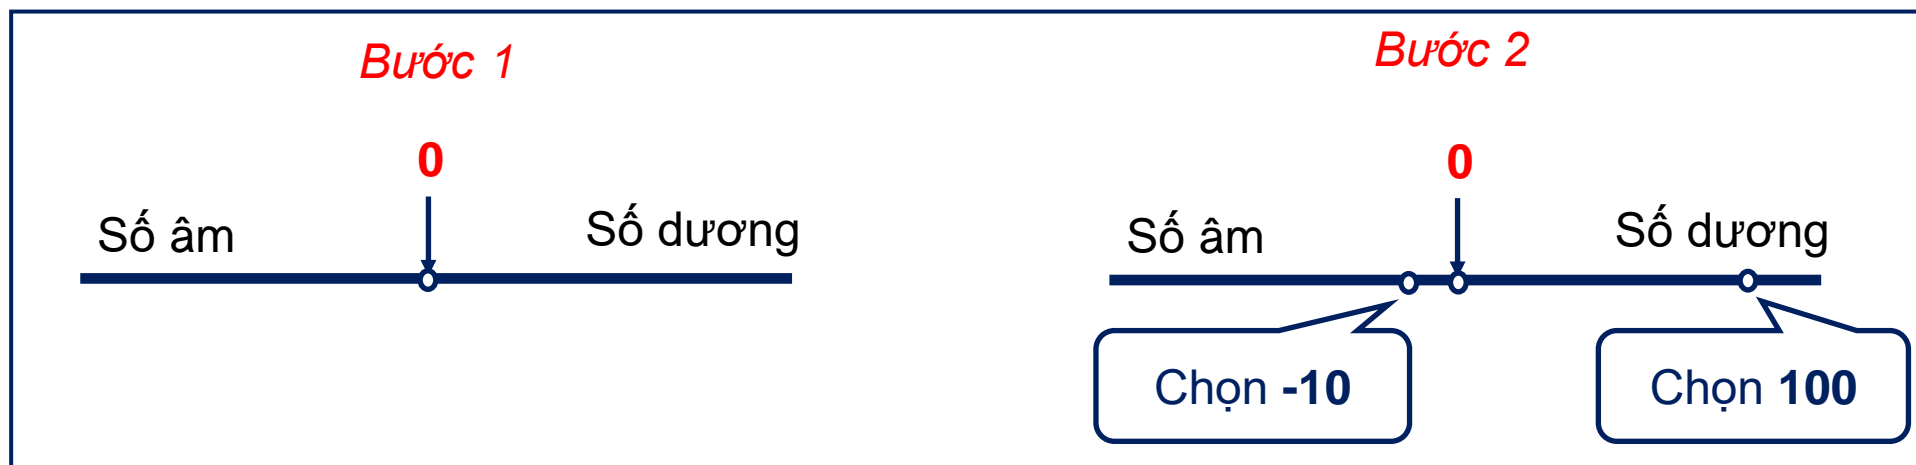 Bước 1
0
Số âm
Số dương
Bước 2
0
Số âm
Số dương
Chọn -10
Chọn 100